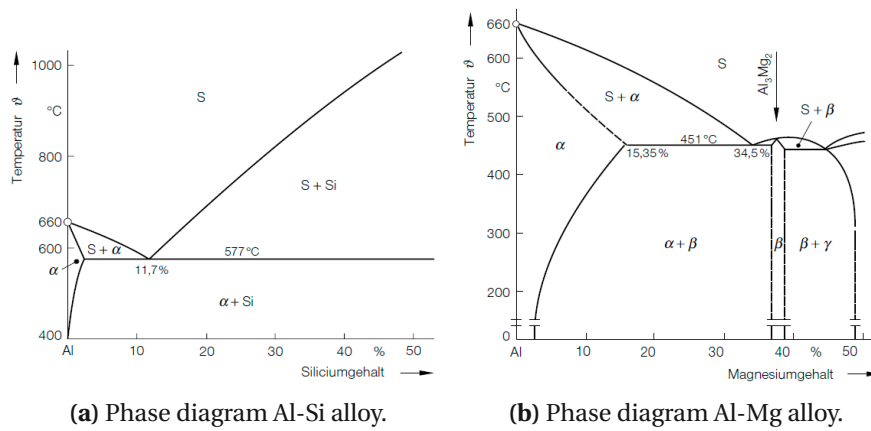 Temperatur ϑ
1000
°C
800
660
600
400
S
S + Si
S + α
α
577 °C
11,7 %
α + Si
Al
10
20
30
40
%
50
Siliciumgehalt
(a) Phase diagram Al-Si alloy.
Temperatur ϑ
660
600
°C
500
450
400
300
200
0
S
Al₃Mg₂
S + α
S + β
α
451 °C
15,35 %
34,5 %
α + β
β
β + γ
Al
10
20
30
40
%
50
Magnesiumgehalt
(b) Phase diagram Al-Mg alloy.